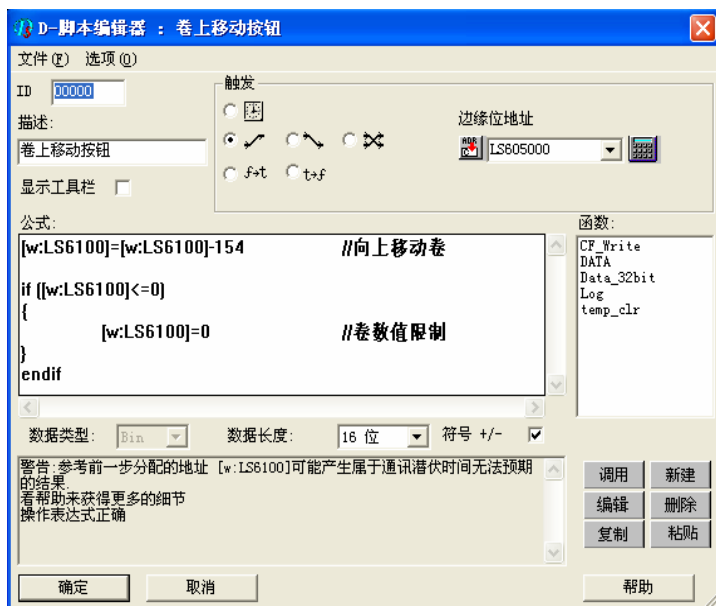 D-脚本编辑器 : 卷上移动按钮
文件(F) 选项(O)
ID 00000
描述:
卷上移动按钮
显示工具栏
触发
f→t t→f
边缘位地址
ADR
LS605000
公式:
[w:LS6100]=[w:LS6100]-154 //向上移动卷
if ([w:LS6100]<=0)
{
[w:LS6100]=0 //卷数值限制
}
endif
函数:
CF_Write
DATA
Data_32bit
Log
temp_clr
数据类型: Bin 数据长度: 16 位 符号 +/-
警告:参考前一步分配的地址 [w:LS6100]可能产生属于通讯潜伏时间无法预期
的结果.
看帮助来获得更多的细节
操作表达式正确
调用 新建
编辑 删除
复制 粘贴
确定 取消 帮助